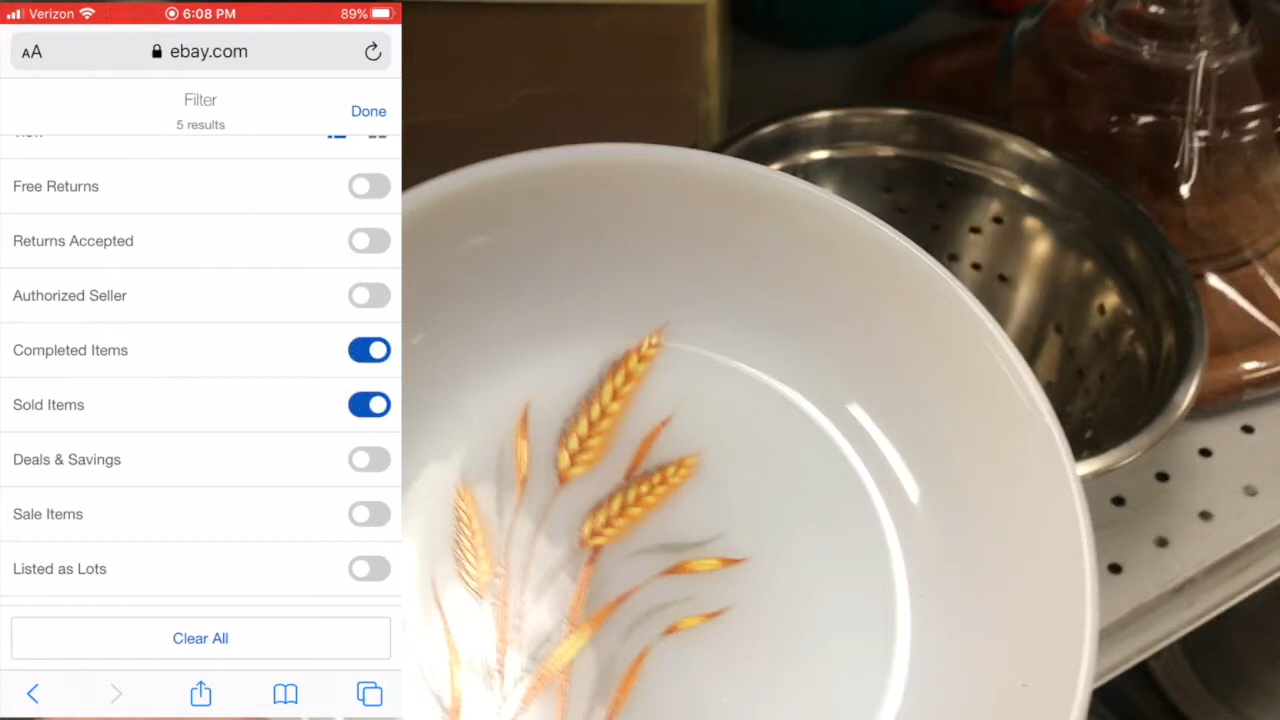 Verizon 6:08 PM 89%
AA ebay.com
Filter
5 results
Done
Free Returns
Returns Accepted
Authorized Seller
Completed Items
Sold Items
Deals & Savings
Sale Items
Listed as Lots
Clear All